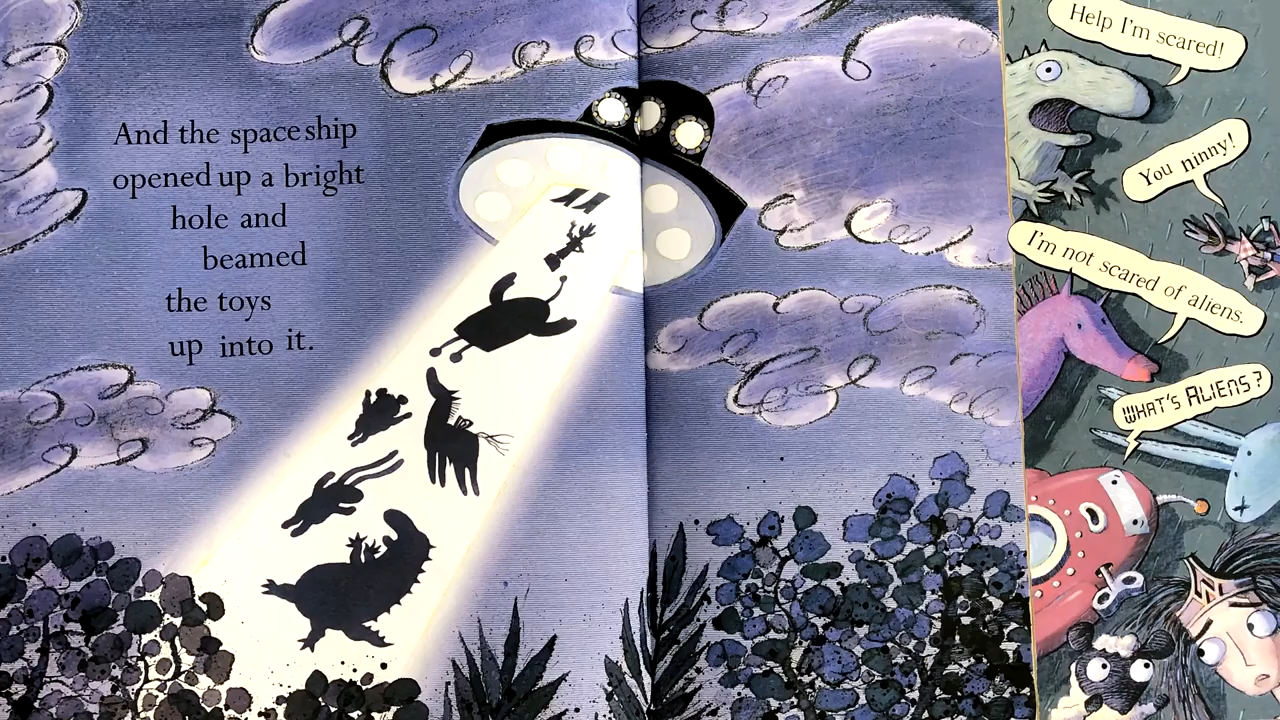 And the spaceship
opened up a bright
hole and
beamed
the toys
up into it.
Help I'm scared!
You ninny!
I'm not scared of aliens.
WHAT'S ALIENS?